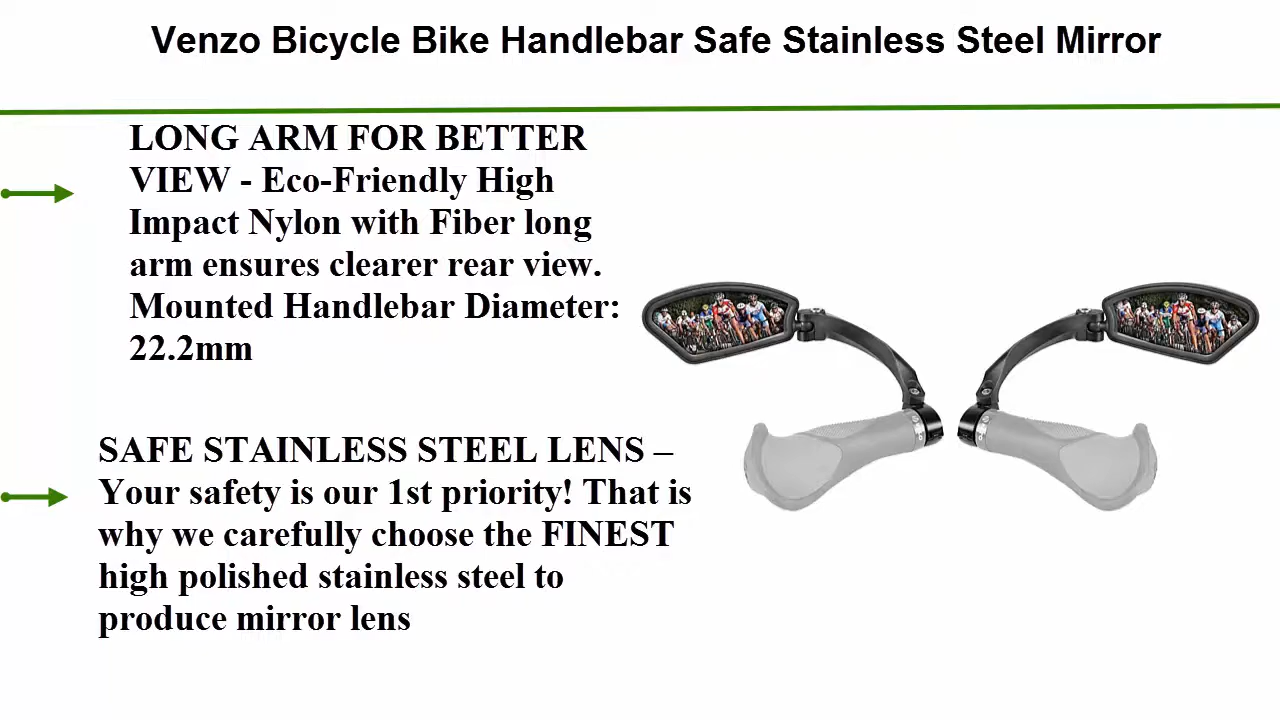 Venzo Bicycle Bike Handlebar Safe Stainless Steel Mirror
LONG ARM FOR BETTER
VIEW - Eco-Friendly High
Impact Nylon with Fiber long
arm ensures clearer rear view.
Mounted Handlebar Diameter:
22.2mm
SAFE STAINLESS STEEL LENS –
Your safety is our 1st priority! That is
why we carefully choose the FINEST
high polished stainless steel to
produce mirror lens